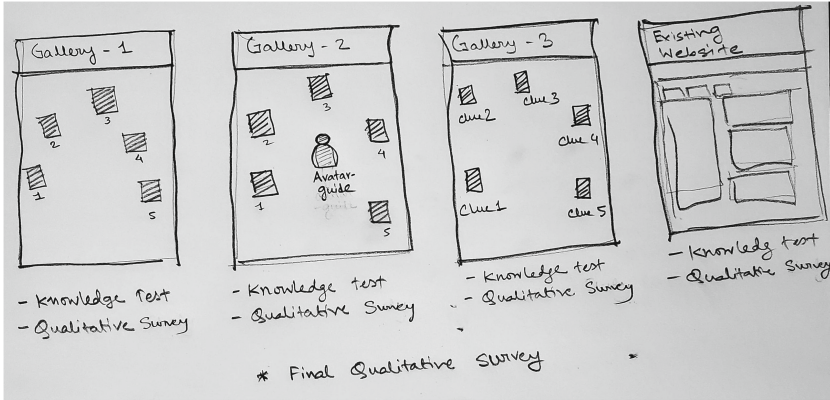 Gallery - 1
3
2
4
1
5
- Knowledge Test
- Qualitative Survey
Gallery - 2
3
2
4
Avatar-
guide
1
5
- Knowledge test
- Qualitative Survey
Gallery - 3
clue 2
clue 3
clue 4
clue 1
clue 5
- Knowledge test
- Qualitative Survey
Existing
Website
- Knowledg test
- Qualitative Survey
* Final Qualitative Survey